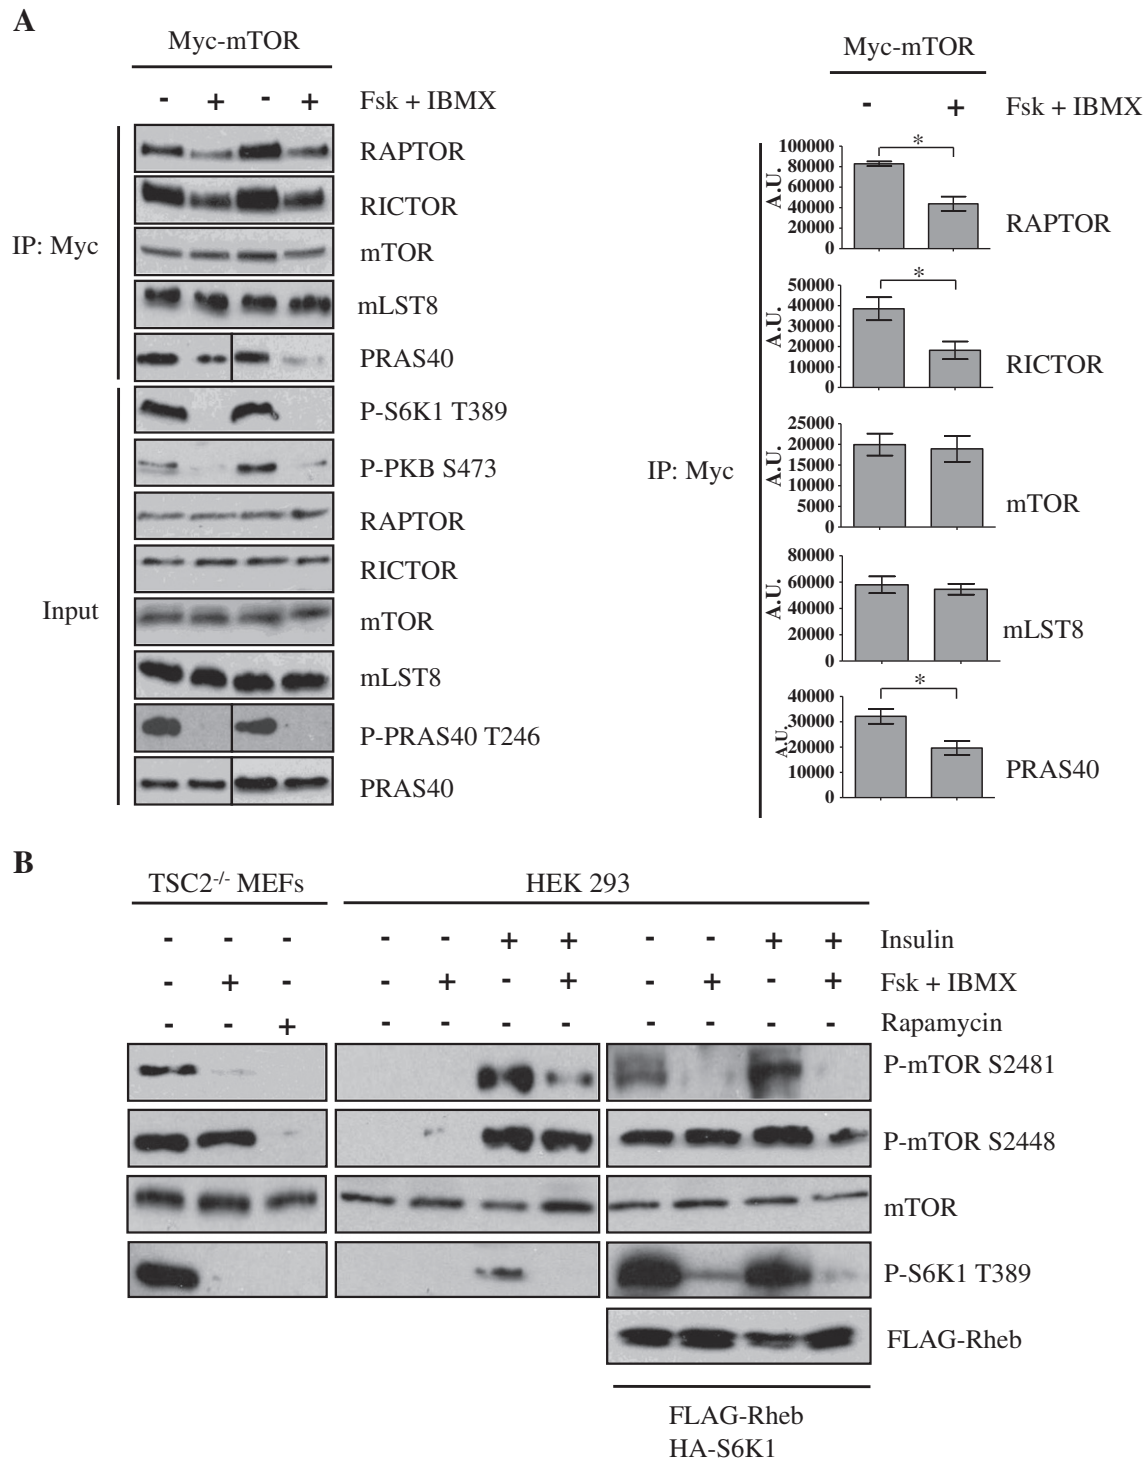 A
Myc-mTOR
- + - + Fsk + IBMX
IP: Myc
RAPTOR
RICTOR
mTOR
mLST8
PRAS40
Input
P-S6K1 T389
P-PKB S473
RAPTOR
RICTOR
mTOR
mLST8
P-PRAS40 T246
PRAS40
Myc-mTOR
- + Fsk + IBMX
IP: Myc
*
A.U.
100000
80000
60000
40000
20000
0
RAPTOR
*
A.U.
50000
40000
30000
20000
10000
0
RICTOR
A.U.
25000
20000
15000
10000
5000
0
mTOR
A.U.
80000
60000
40000
20000
0
mLST8
*
A.U.
40000
30000
20000
10000
0
PRAS40
B
TSC2-/- MEFs
HEK 293
- - - - - + + - - + + Insulin
- + - - + - + - + - + Fsk + IBMX
- - + - - - - - - - - Rapamycin
P-mTOR S2481
P-mTOR S2448
mTOR
P-S6K1 T389
FLAG-Rheb
FLAG-Rheb
HA-S6K1